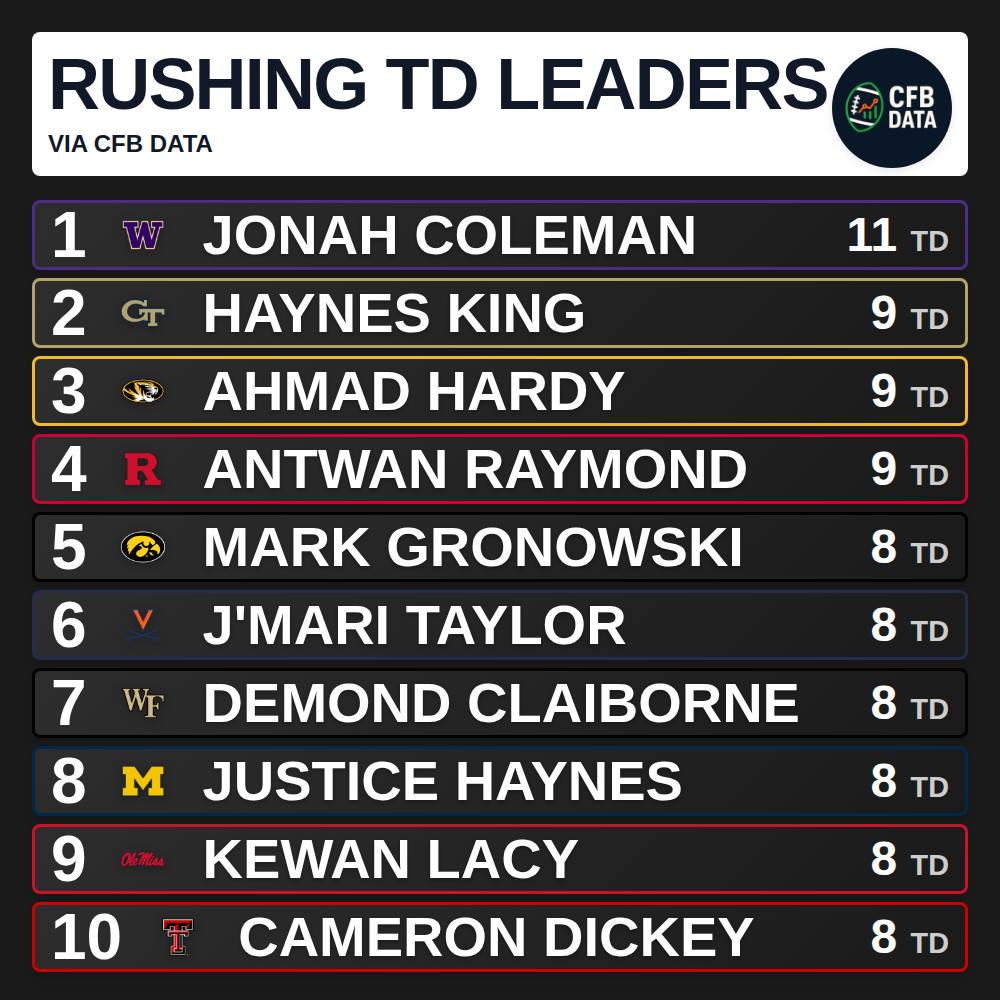 RUSHING TD LEADERS
VIA CFB DATA
CFB
DATA
1 W JONAH COLEMAN 11 TD
2 GT HAYNES KING 9 TD
3 AHMAD HARDY 9 TD
4 R ANTWAN RAYMOND 9 TD
5 MARK GRONOWSKI 8 TD
6 V J'MARI TAYLOR 8 TD
7 WF DEMOND CLAIBORNE 8 TD
8 M JUSTICE HAYNES 8 TD
9 Ole Miss KEWAN LACY 8 TD
10 TT CAMERON DICKEY 8 TD